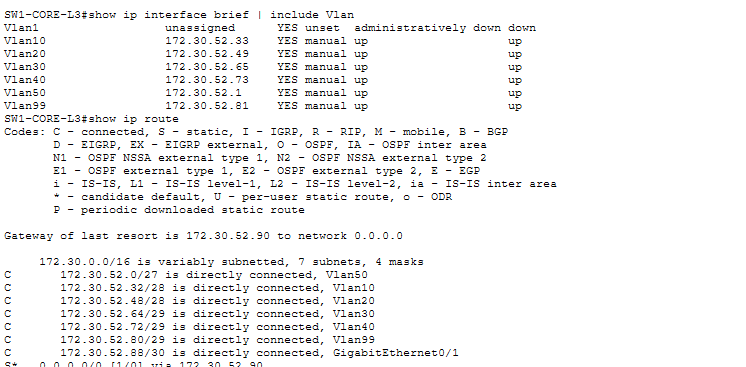 SW1-CORE-L3#show ip interface brief | include Vlan
Vlan1 unassigned YES unset administratively down down
Vlan10 172.30.52.33 YES manual up up
Vlan20 172.30.52.49 YES manual up up
Vlan30 172.30.52.65 YES manual up up
Vlan40 172.30.52.73 YES manual up up
Vlan50 172.30.52.1 YES manual up up
Vlan99 172.30.52.81 YES manual up up
SW1-CORE-L3#show ip route
Codes: C - connected, S - static, I - IGRP, R - RIP, M - mobile, B - BGP
D - EIGRP, EX - EIGRP external, O - OSPF, IA - OSPF inter area
N1 - OSPF NSSA external type 1, N2 - OSPF NSSA external type 2
E1 - OSPF external type 1, E2 - OSPF external type 2, E - EGP
i - IS-IS, L1 - IS-IS level-1, L2 - IS-IS level-2, ia - IS-IS inter area
* - candidate default, U - per-user static route, o - ODR
P - periodic downloaded static route
Gateway of last resort is 172.30.52.90 to network 0.0.0.0
172.30.0.0/16 is variably subnetted, 7 subnets, 4 masks
C 172.30.52.0/27 is directly connected, Vlan50
C 172.30.52.32/28 is directly connected, Vlan10
C 172.30.52.48/28 is directly connected, Vlan20
C 172.30.52.64/29 is directly connected, Vlan30
C 172.30.52.72/29 is directly connected, Vlan40
C 172.30.52.80/29 is directly connected, Vlan99
C 172.30.52.88/30 is directly connected, GigabitEthernet0/1
S* 0.0.0.0/0 [1/0] via 172.30.52.90